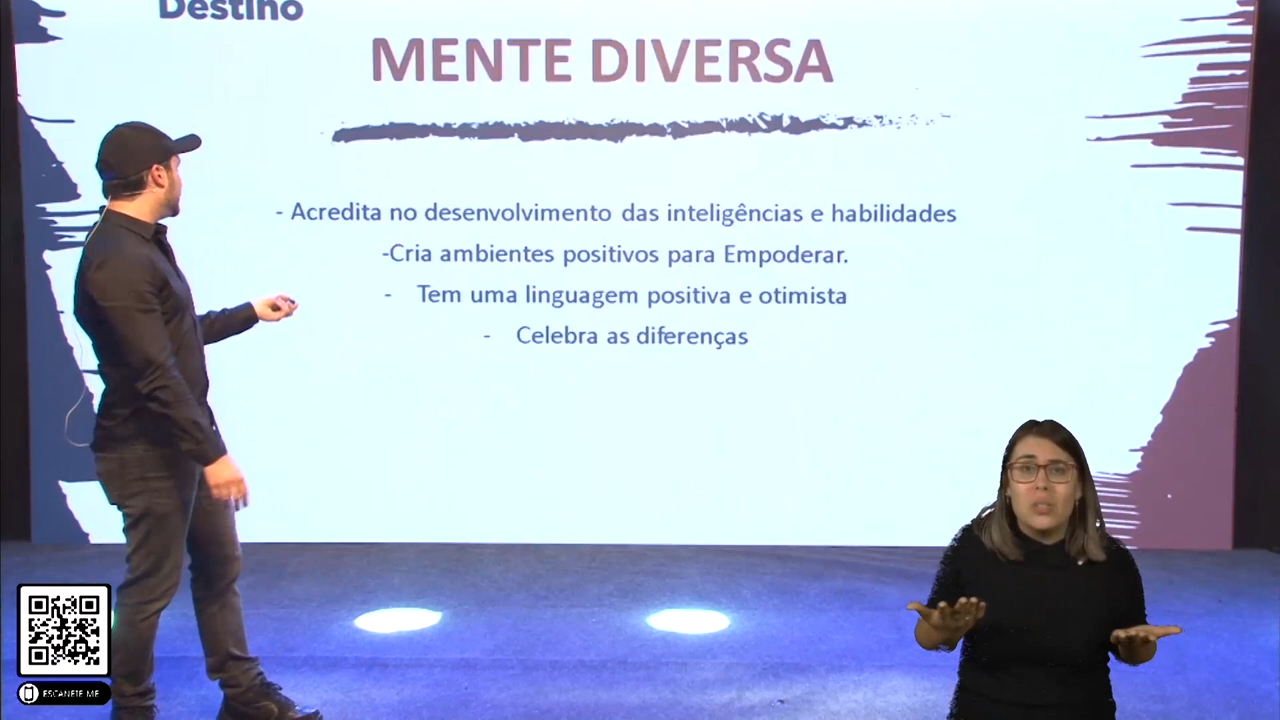 Destino
MENTE DIVERSA
- Acredita no desenvolvimento das inteligências e habilidades
-Cria ambientes positivos para Empoderar.
- Tem uma linguagem positiva e otimista
- Celebra as diferenças
ESCANEIE ME